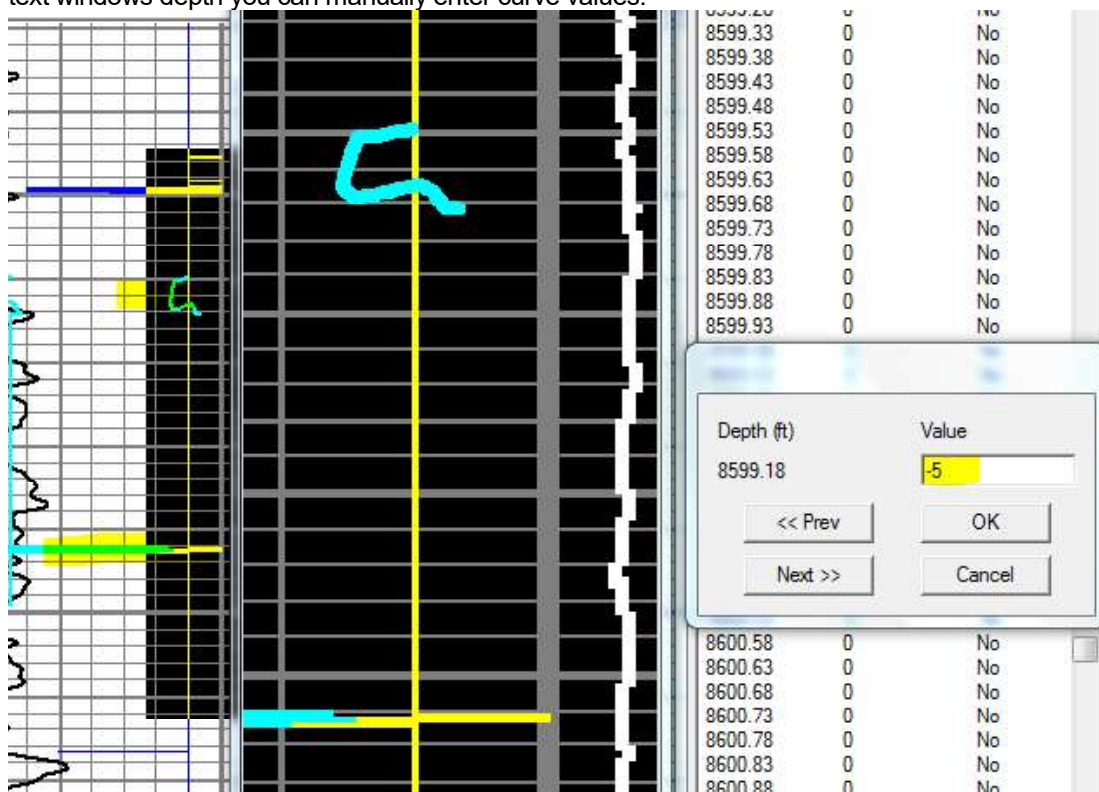 text windows depth you can manually enter curve values.
8599.33 0 No
8599.38 0 No
8599.43 0 No
8599.48 0 No
8599.53 0 No
8599.58 0 No
8599.63 0 No
8599.68 0 No
8599.73 0 No
8599.78 0 No
8599.83 0 No
8599.88 0 No
8599.93 0 No
Depth (ft) Value
8599.18 -5
<< Prev OK
Next >> Cancel
8600.58 0 No
8600.63 0 No
8600.68 0 No
8600.73 0 No
8600.78 0 No
8600.83 0 No
8600.88 0 No